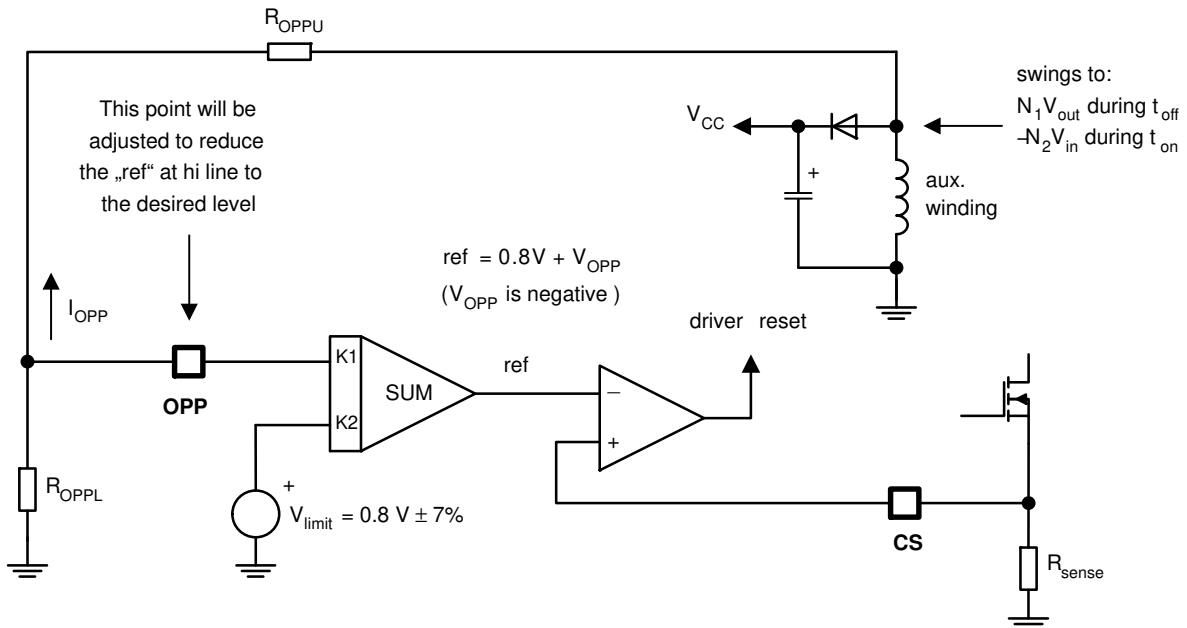 R_OPPU
This point will be
adjusted to reduce
the „ref“ at hi line to
the desired level
V_CC
+
swings to:
N_1V_out during t_off
–N_2V_in during t_on
aux.
winding
ref = 0.8V + V_OPP
(V_OPP is negative )
I_OPP
driver reset
K1
SUM
K2
ref
–
+
OPP
R_OPPL
+
V_limit = 0.8 V ± 7%
CS
R_sense